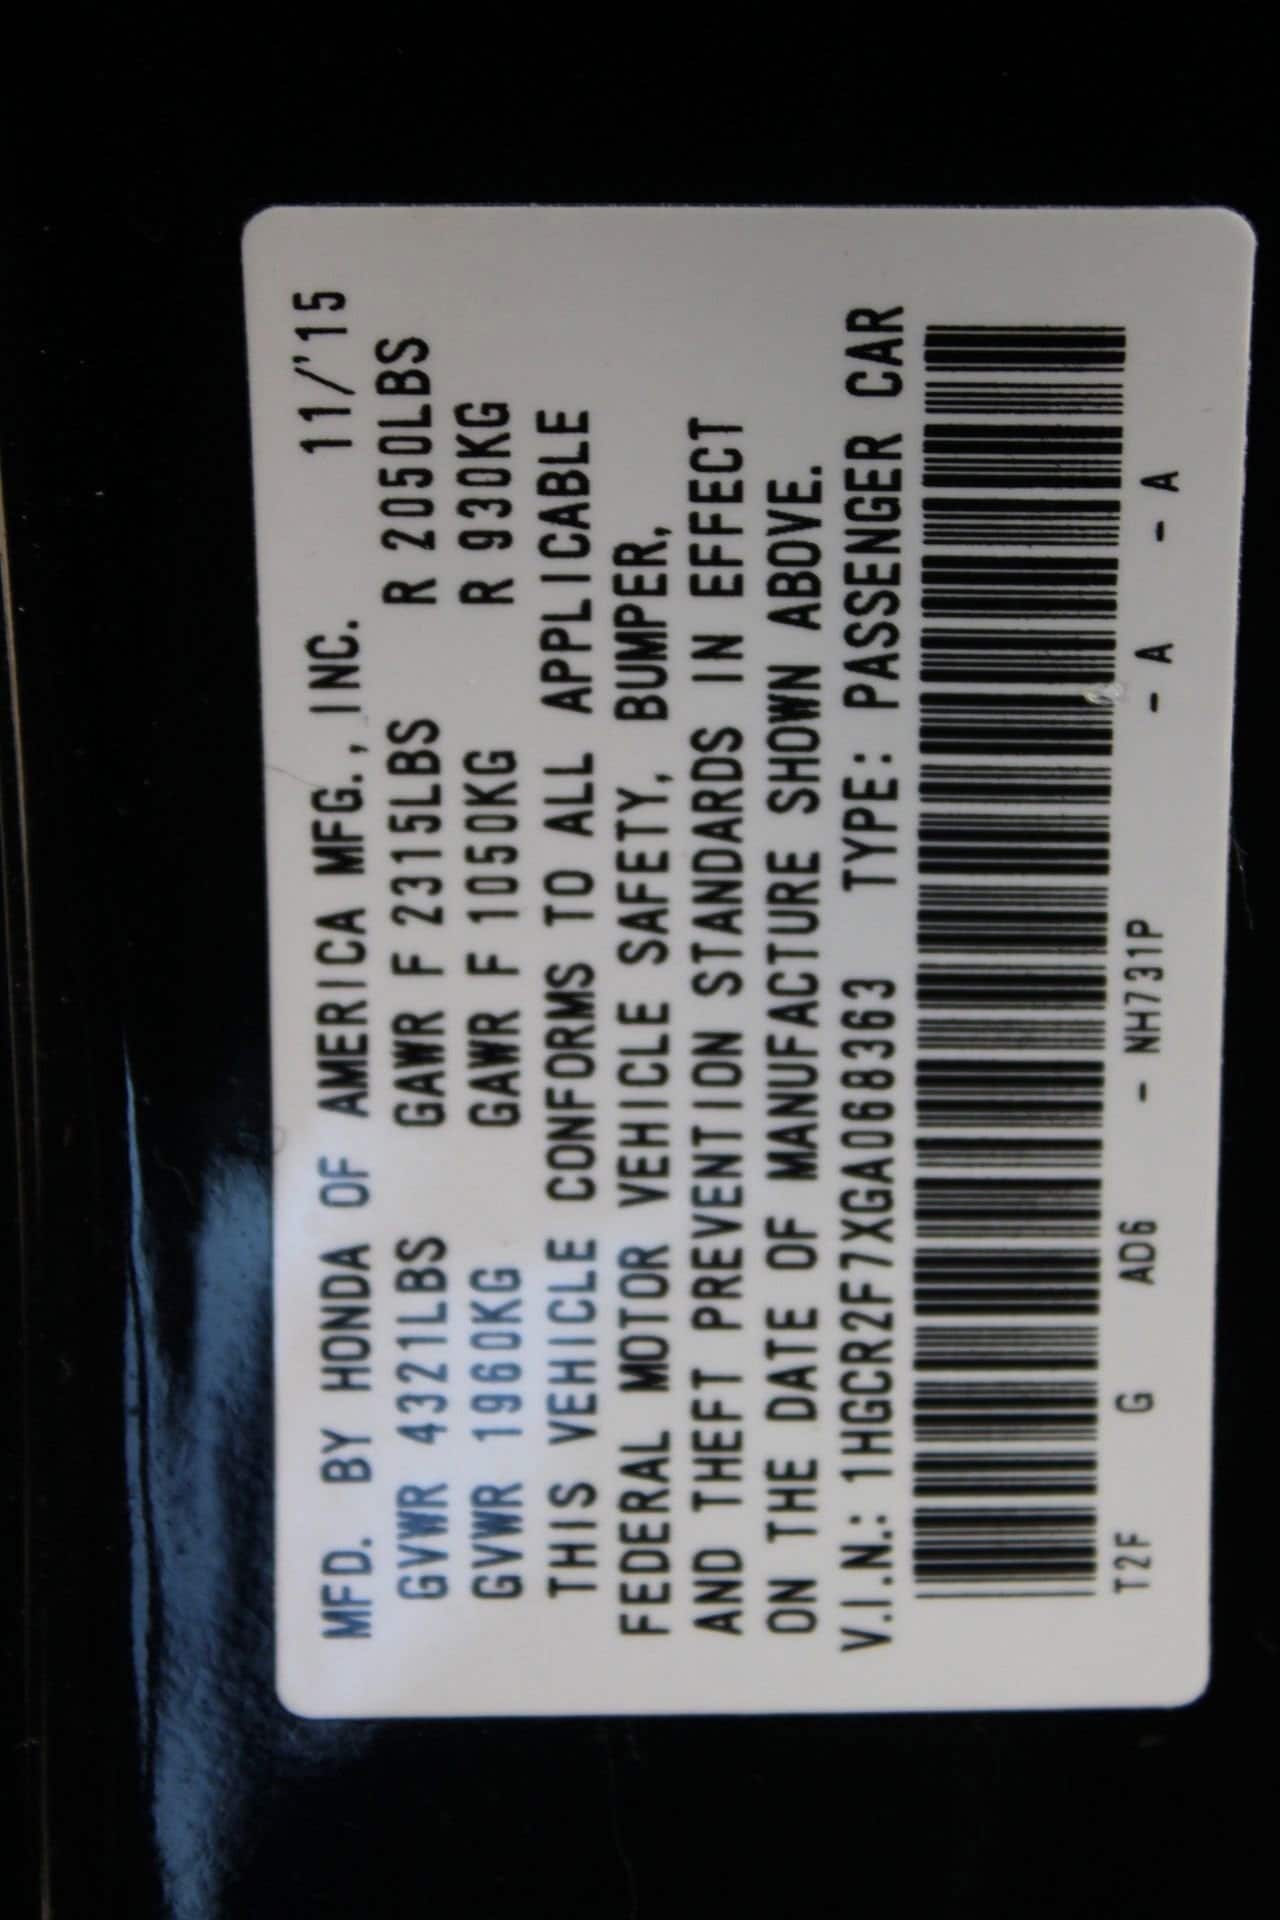 MFD. BY HONDA OF AMERICA MFG., INC. 11/'15
GVWR 4321LBS GAWR F 2315LBS R 2050LBS
GVWR 1960KG GAWR F 1050KG R 930KG
THIS VEHICLE CONFORMS TO ALL APPLICABLE
FEDERAL MOTOR VEHICLE SAFETY, BUMPER,
AND THEFT PREVENTION STANDARDS IN EFFECT
ON THE DATE OF MANUFACTURE SHOWN ABOVE.
V.I.N.: 1HGCR2F7XGA068363 TYPE: PASSENGER CAR
T2F G AD6 - NH731P - A - A